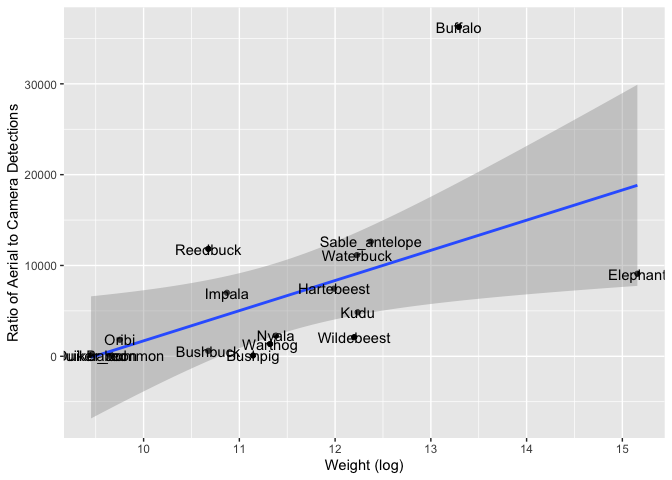 Buffalo
30000
20000
Sable_antelope
Reedbuck
Waterbuck
10000
Elephant
Hartebeest
Impala
Kudu
Oribi
Nyala
Wildebeest
Warthog
Bushbuck
Bushpig
0
10
11
12
13
14
15
Weight (log)
Ratio of Aerial to Camera Detections